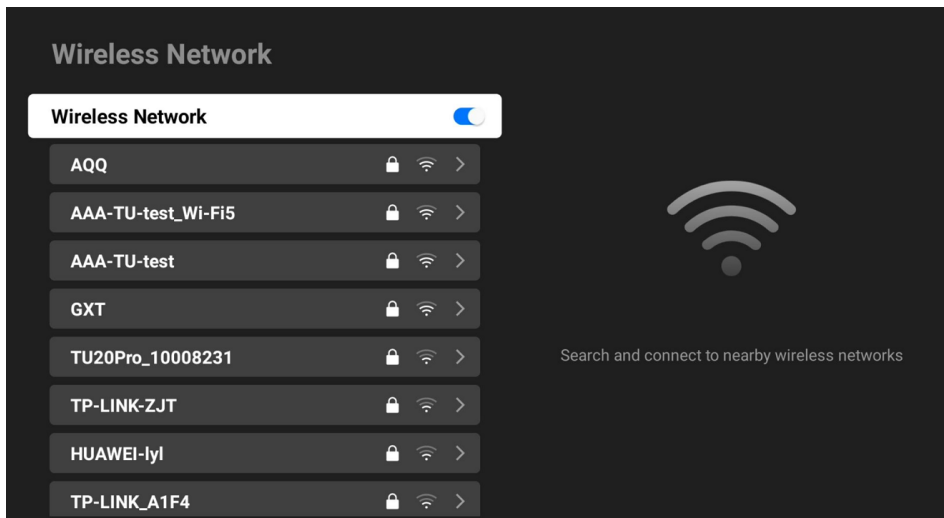 Wireless Network
Wireless Network
AQQ
AAA-TU-test_Wi-Fi5
AAA-TU-test
GXT
TU20Pro_10008231
TP-LINK-ZJT
HUAWEI-lyl
TP-LINK_A1F4
Search and connect to nearby wireless networks